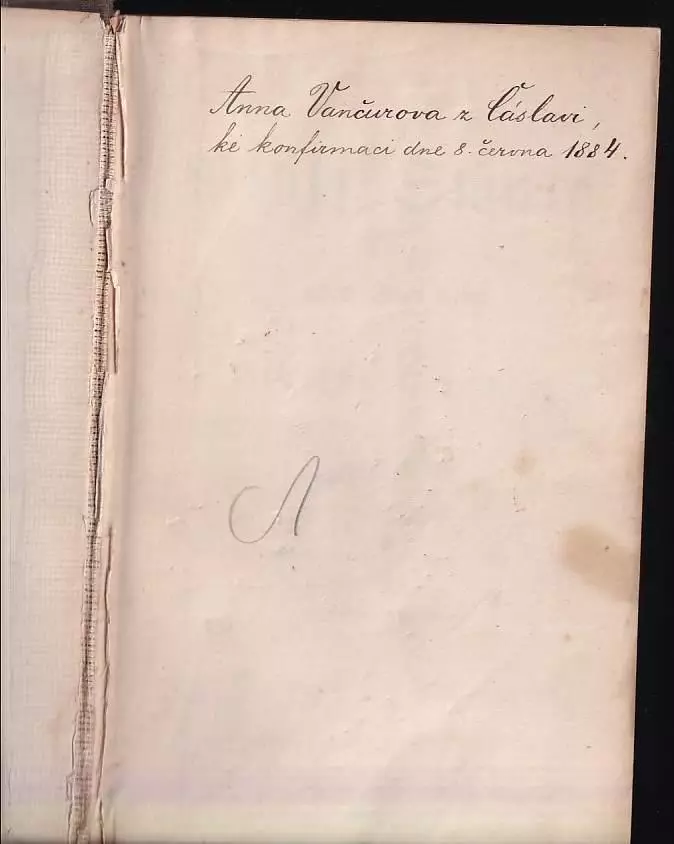 Anna Vančurova z Čáslavi,
ke konfirmaci dne 8. června 1884.